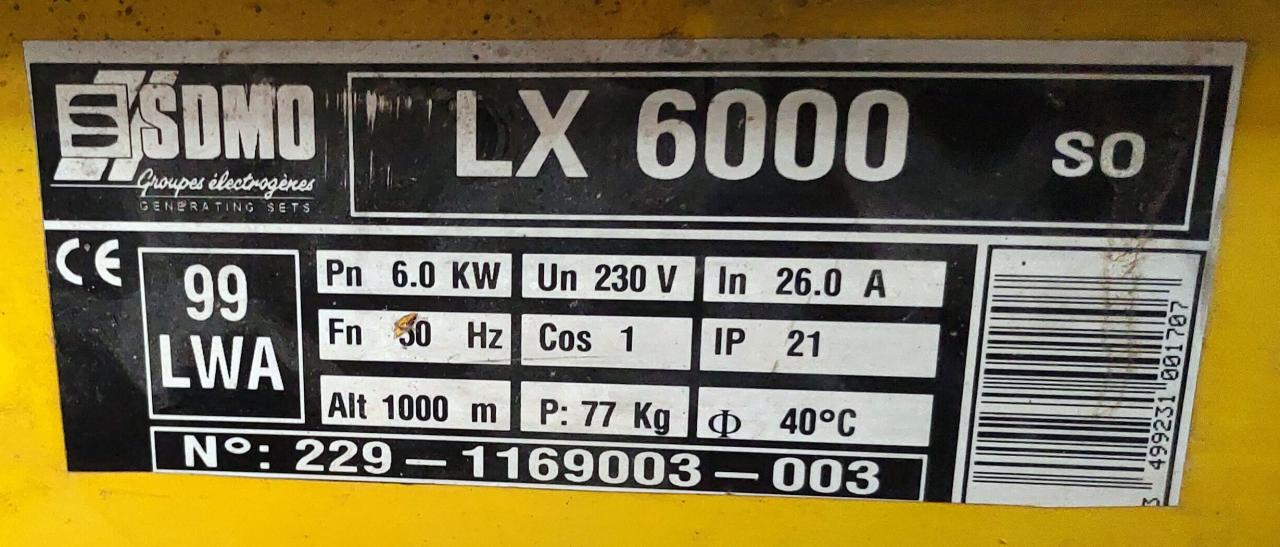 SDMO
Groupes électrogènes
GENERATING SETS
LX 6000 SO
CE
99
LWA
Pn 6.0 KW
Un 230 V
In 26.0 A
Fn 50 Hz
Cos 1
IP 21
Alt 1000 m
P: 77 Kg
Φ 40°C
N°: 229 – 1169003 – 003
3 499231 001707